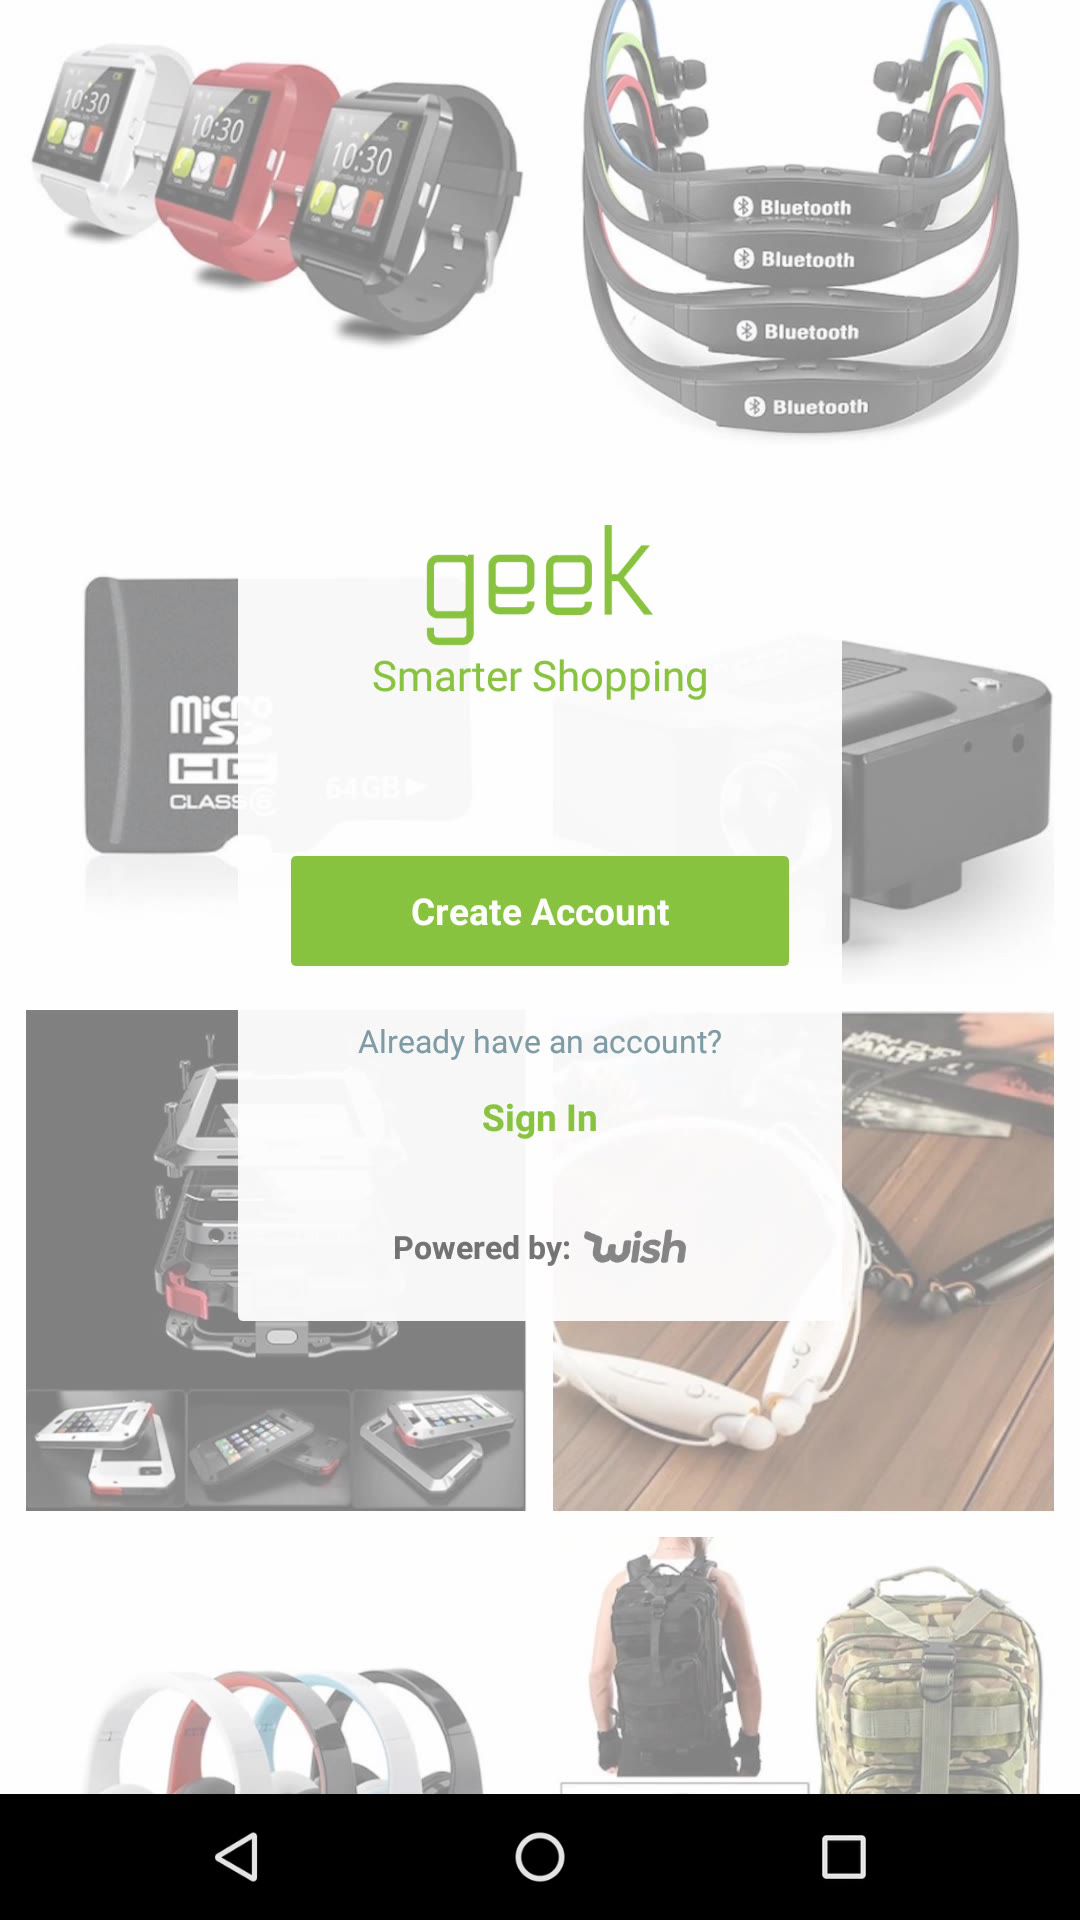 10:30
10:30
10:30
Bluetooth
Bluetooth
Bluetooth
Bluetooth
geek
Smarter Shopping
micro
HC
CLASS 6
64GB
Create Account
Already have an account?
Sign In
Powered by: wish